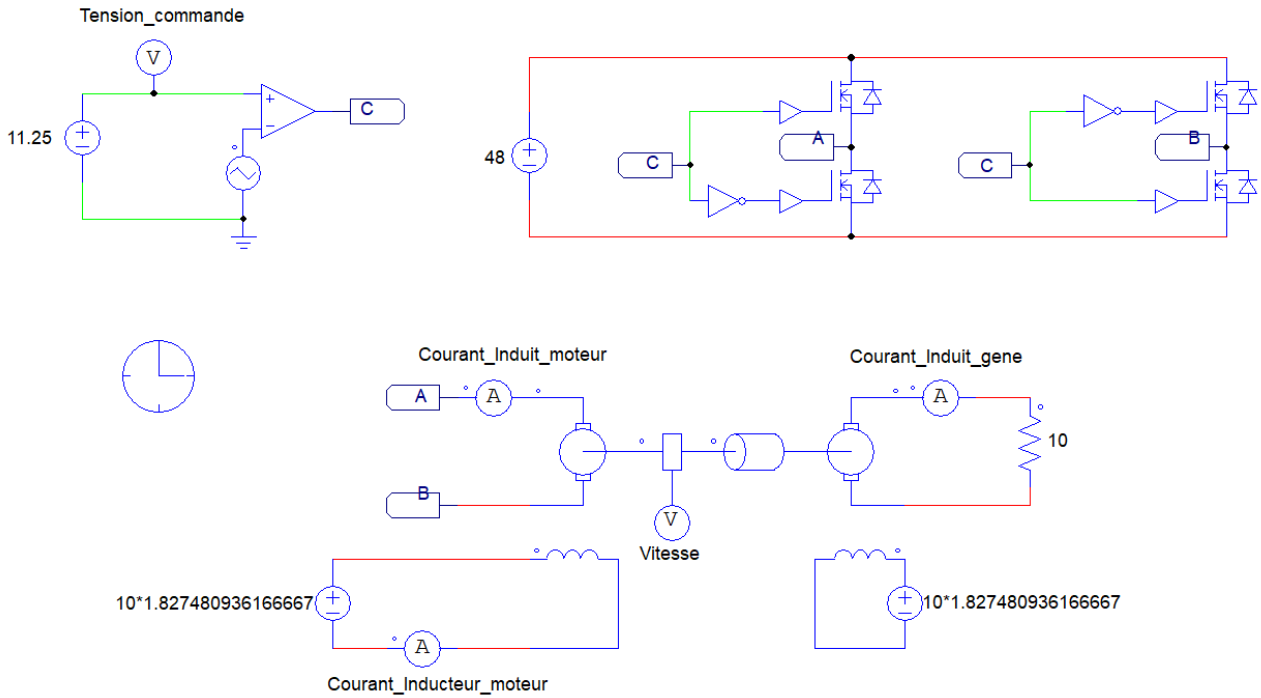 Tension_commande
V
+
−
C
11.25
48
C
A
C
B
Courant_Induit_moteur
Courant_Induit_gene
A
A
A
10
B
V
Vitesse
10*1.827480936166667
10*1.827480936166667
A
Courant_Inducteur_moteur